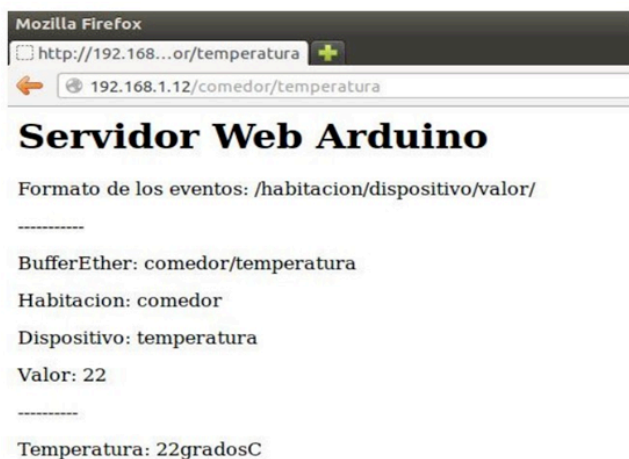 Mozilla Firefox
http://192.168...or/temperatura
192.168.1.12/comedor/temperatura
Servidor Web Arduino
Formato de los eventos: /habitacion/dispositivo/valor/
-----------
BufferEther: comedor/temperatura
Habitacion: comedor
Dispositivo: temperatura
Valor: 22
----------
Temperatura: 22gradosC